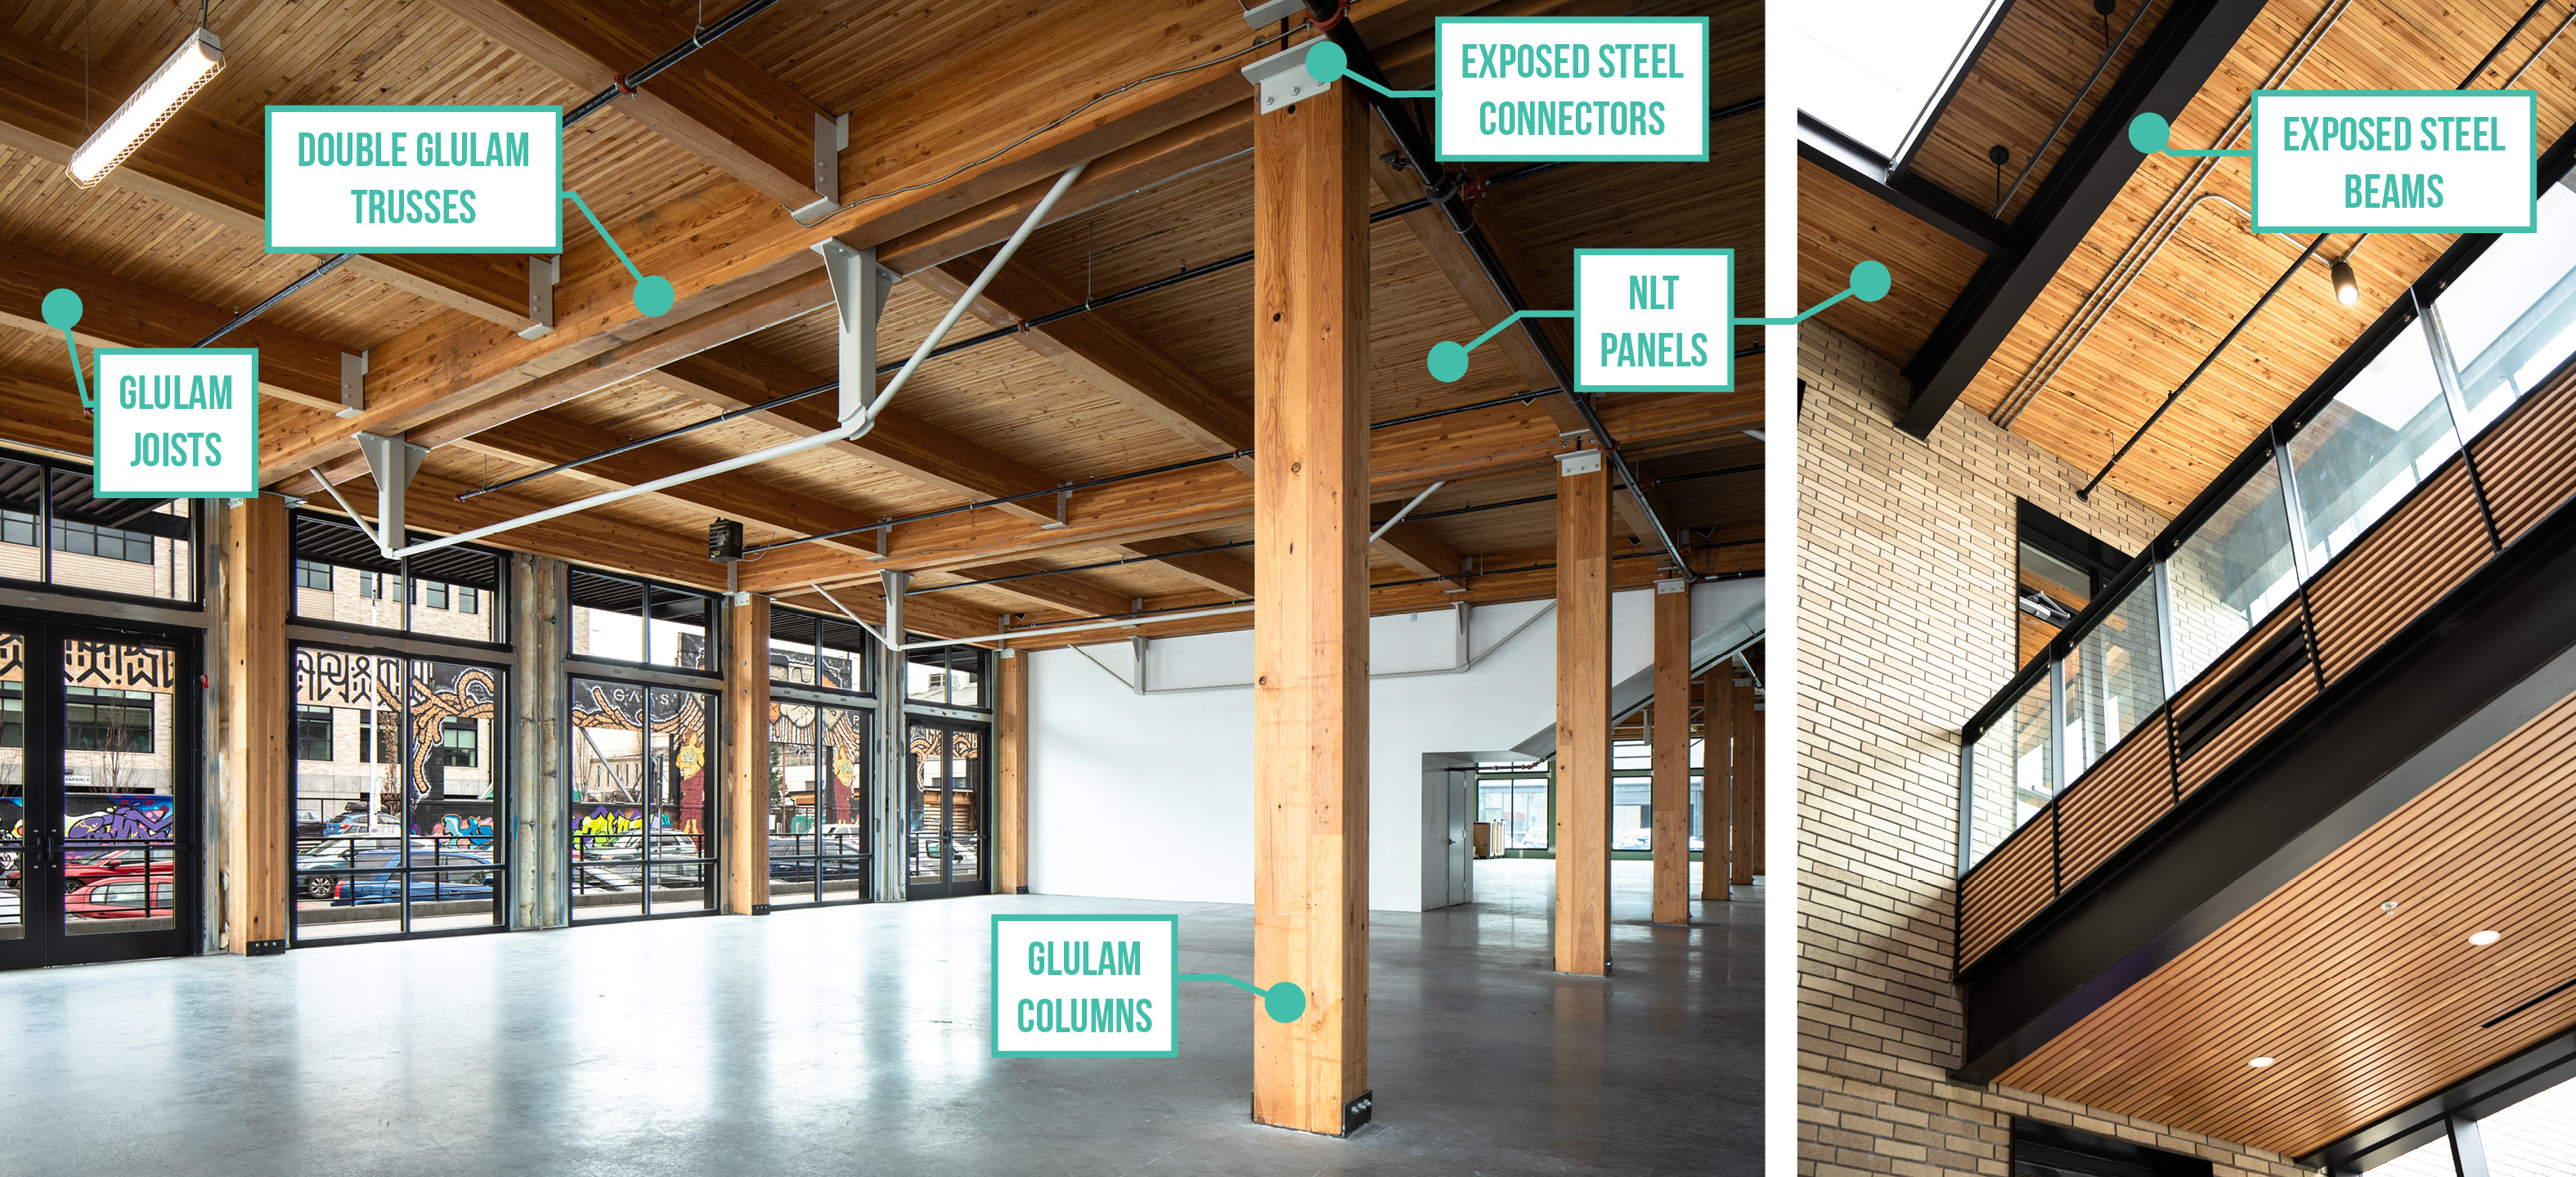 EXPOSED STEEL
CONNECTORS
DOUBLE GLULAM
TRUSSES
EXPOSED STEEL
BEAMS
NLT
PANELS
GLULAM
JOISTS
GLULAM
COLUMNS